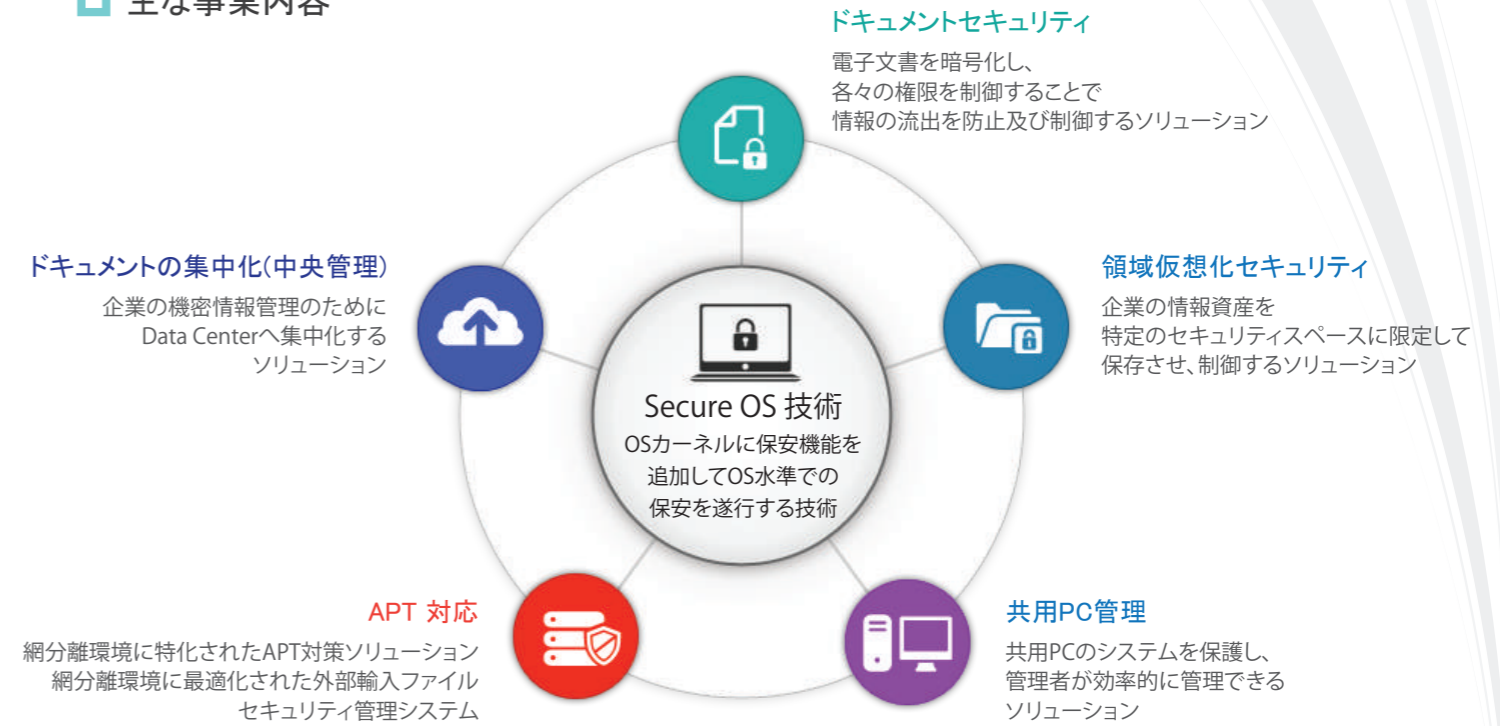 主な事業内容
ドキュメントセキュリティ
電子文書を暗号化し、
各々の権限を制御することで
情報の流出を防止及び制御するソリューション
ドキュメントの集中化(中央管理)
企業の機密情報管理のために
Data Centerへ集中化する
ソリューション
領域仮想化セキュリティ
企業の情報資産を
特定のセキュリティスペースに限定して
保存させ、制御するソリューション
Secure OS 技術
OSカーネルに保安機能を
追加してOS水準での
保安を遂行する技術
APT 対応
網分離環境に特化されたAPT対策ソリューション
網分離環境に最適化された外部輸入ファイル
セキュリティ管理システム
共用PC管理
共用PCのシステムを保護し、
管理者が効率的に管理できる
ソリューション